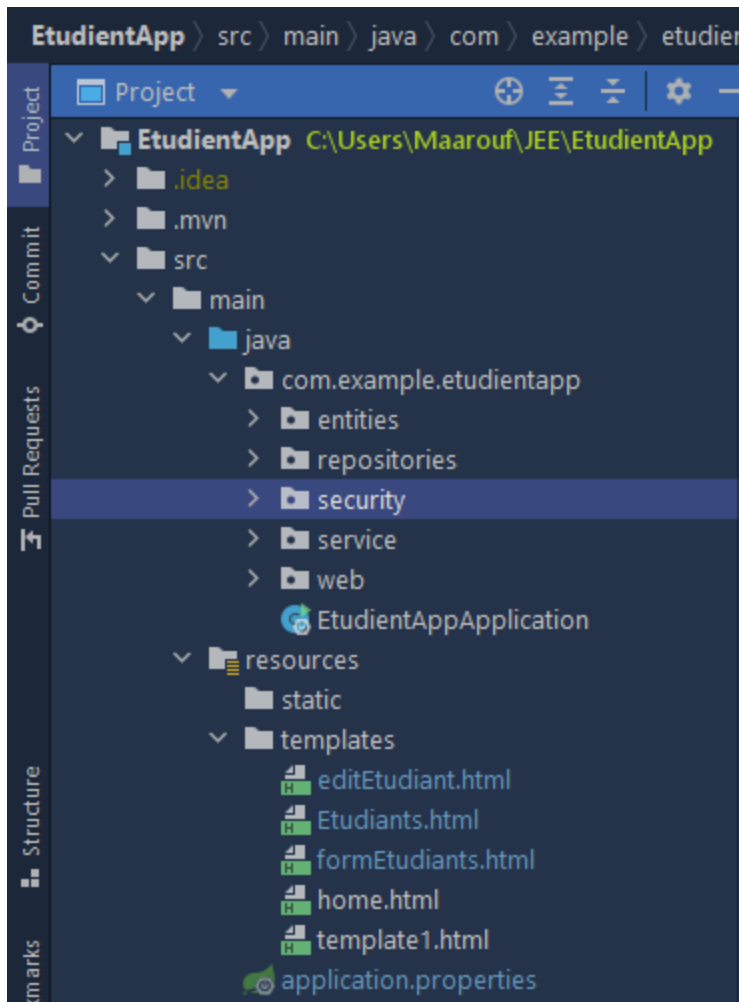 EtudientApp 〉 src 〉 main 〉 java 〉 com 〉 example 〉
Project
EtudientApp C:\Users\Maarouf\JEE\EtudientApp
.idea
.mvn
src
main
java
com.example.etudientapp
entities
repositories
security
service
web
EtudientAppApplication
resources
static
templates
editEtudiant.html
Etudiants.html
formEtudiants.html
home.html
template1.html
application.properties
Project
Commit
Pull Requests
Structure